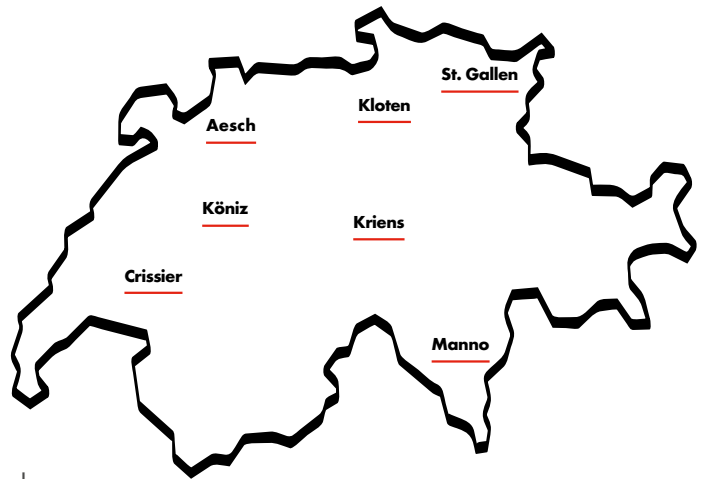 St. Gallen
Kloten
Aesch
Köniz
Kriens
Crissier
Manno